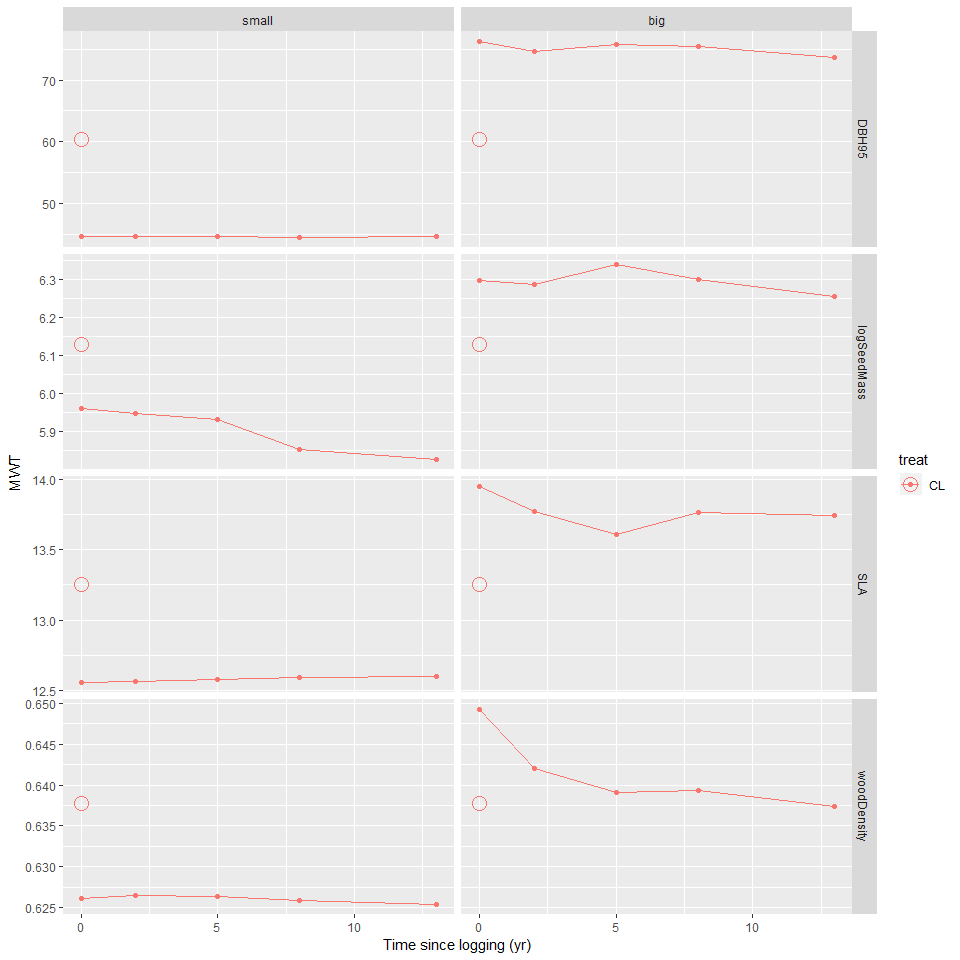 small
big
70
60
50
DBH95
6.3
6.2
6.1
6.0
5.9
logSeedMass
MWT
14.0
13.5
13.0
12.5
SLA
treat
CL
0.650
0.645
0.640
0.635
0.630
0.625
woodDensity
0 5 10 0 5 10
Time since logging (yr)